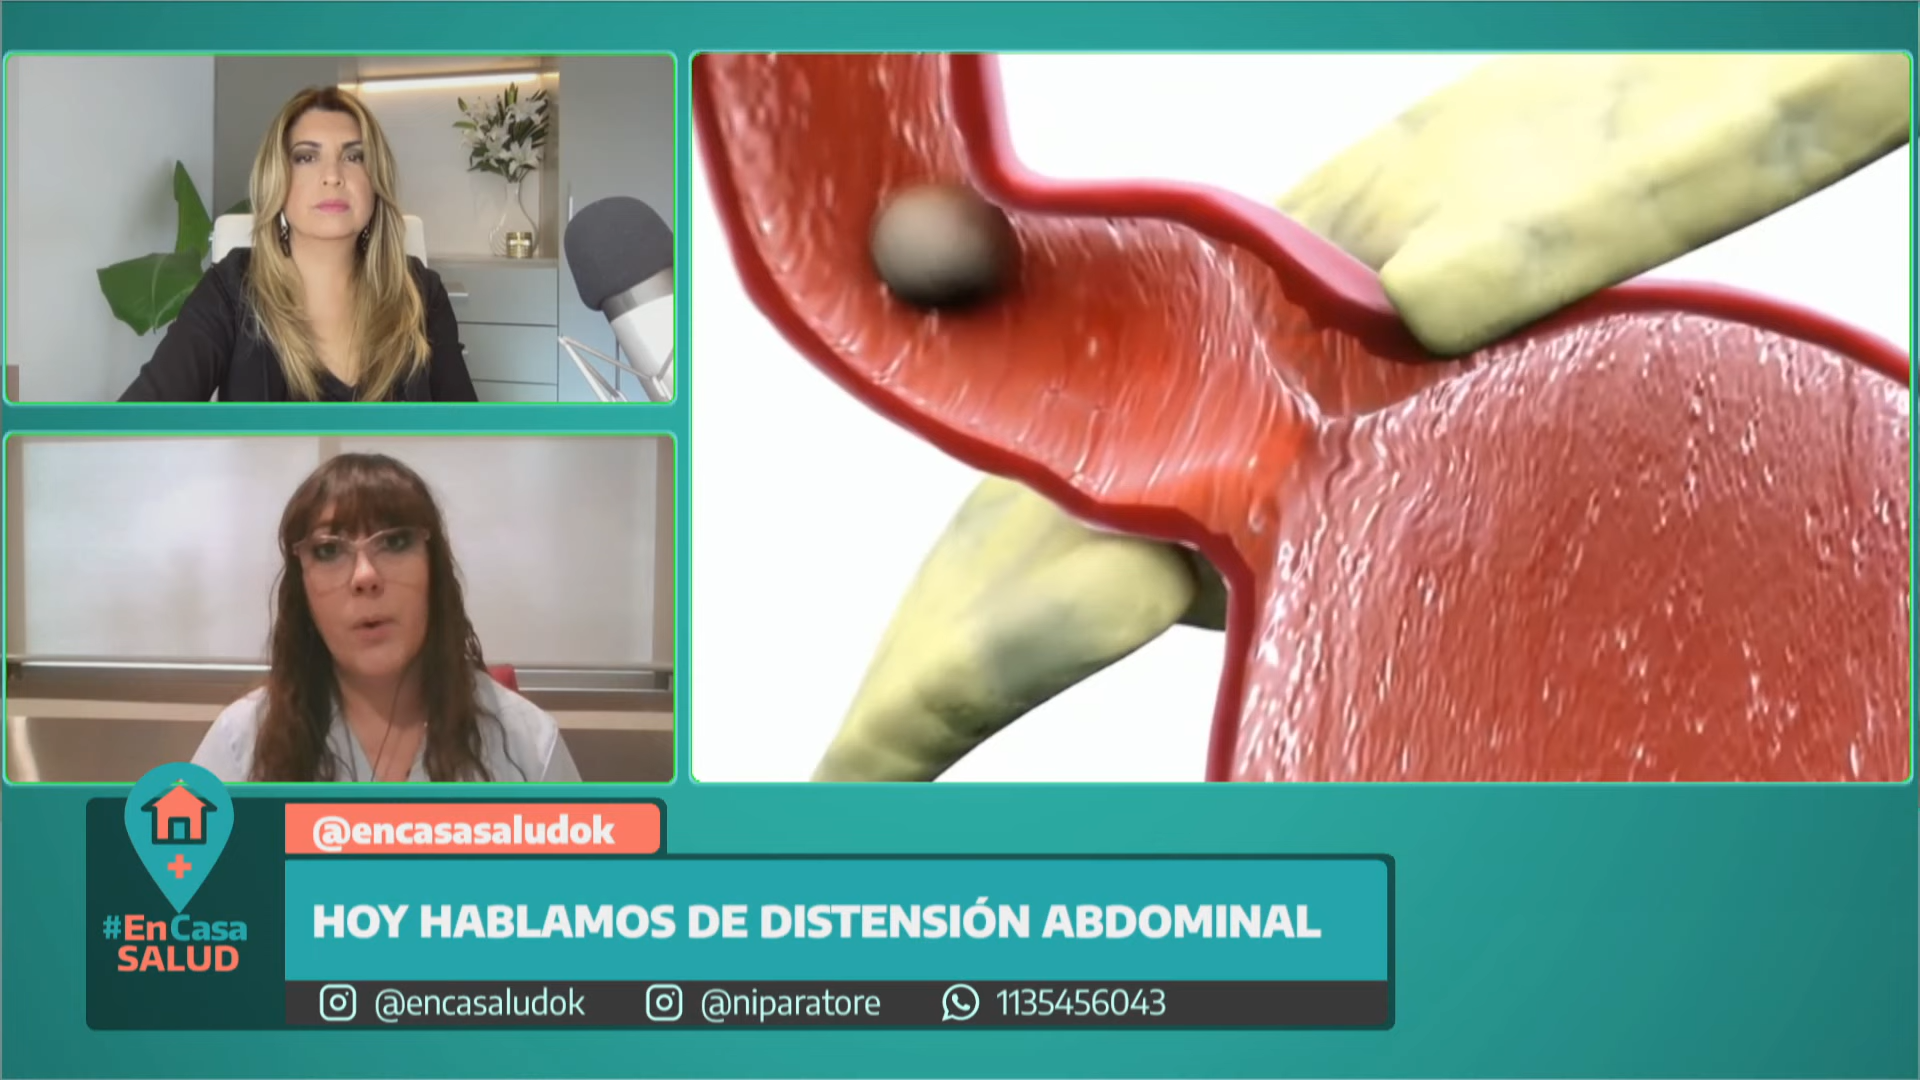 @encasasaludok
#EnCasa
SALUD
HOY HABLAMOS DE DISTENSIÓN ABDOMINAL
@encasaludok @niparatore 1135456043